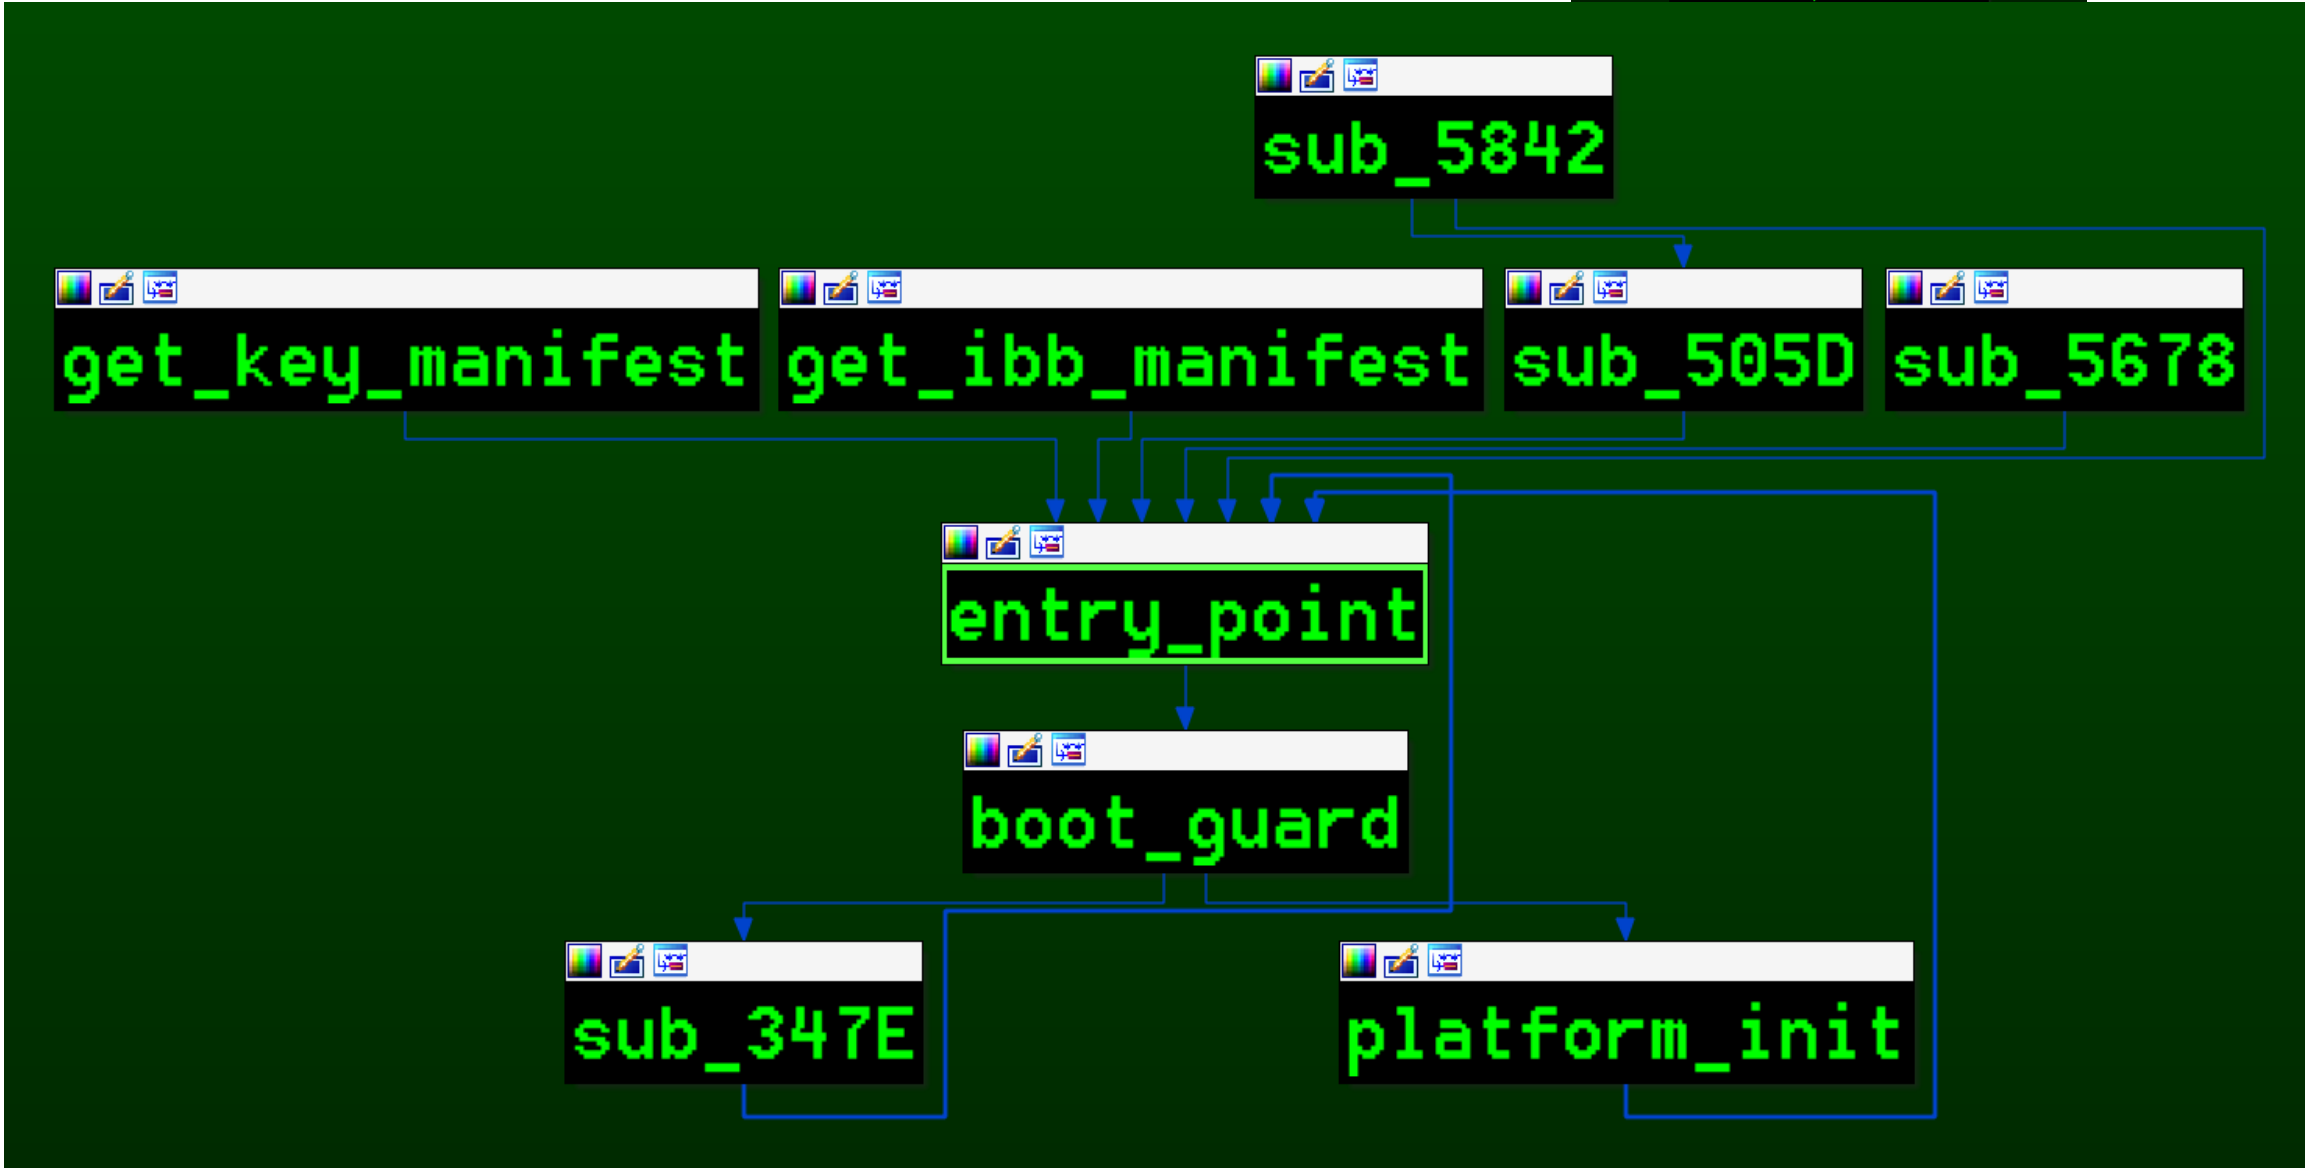 sub_5842
get_key_manifest
get_ibb_manifest
sub_505D
sub_5678
entry_point
boot_guard
sub_347E
platform_init